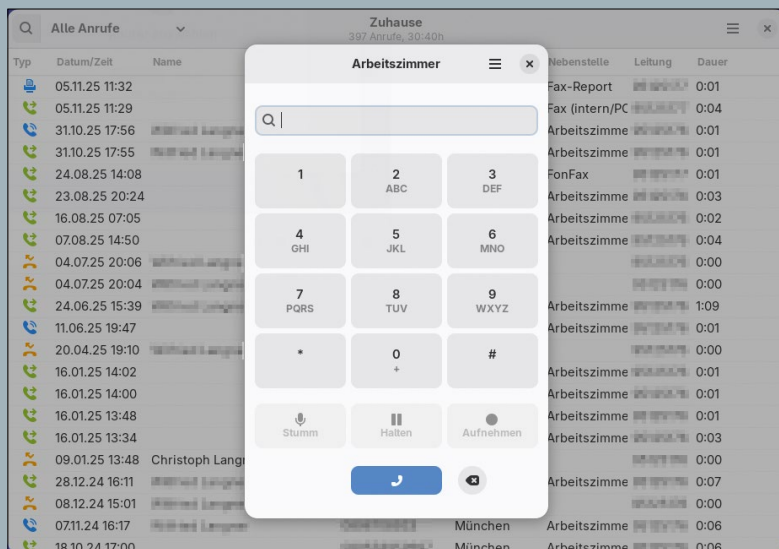 Alle Anrufe
Zuhause
397 Anrufe, 30:40h
Typ Datum/Zeit Name Nebenstelle Leitung Dauer
05.11.25 11:32 Fax-Report 0:01
05.11.25 11:29 Fax (intern/PC 0:04
31.10.25 17:56 Arbeitszimme 0:01
31.10.25 17:55 Arbeitszimme 0:01
24.08.25 14:08 FonFax 0:01
23.08.25 20:24 Arbeitszimme 0:03
16.08.25 07:05 Arbeitszimme 0:02
07.08.25 14:50 Arbeitszimme 0:04
04.07.25 20:06 0:00
04.07.25 20:04 0:00
24.06.25 15:39 Arbeitszimme 1:09
11.06.25 19:47 Arbeitszimme 0:01
20.04.25 19:10 0:00
16.01.25 14:02 Arbeitszimme 0:01
16.01.25 14:00 Arbeitszimme 0:01
16.01.25 13:48 Arbeitszimme 0:01
16.01.25 13:34 Arbeitszimme 0:03
09.01.25 13:48 Christoph Langr 0:00
28.12.24 16:11 Arbeitszimme 0:07
08.12.24 15:01 0:00
07.11.24 16:17 München Arbeitszimme 0:06
18.10.24 17:00 München Arbeitszimme 0:06
Arbeitszimmer
1 2 3
ABC DEF
4 5 6
GHI JKL MNO
7 8 9
PQRS TUV WXYZ
* 0 #
+
Stumm Halten Aufnehmen